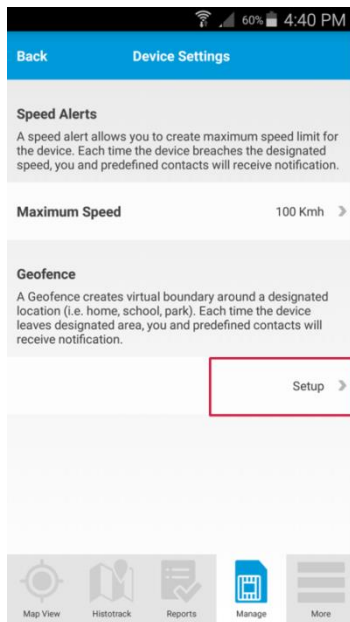 60% 4:40 PM
Back Device Settings
Speed Alerts
A speed alert allows you to create maximum speed limit for
the device. Each time the device breaches the designated
speed, you and predefined contacts will receive notification.
Maximum Speed 100 Kmh
Geofence
A Geofence creates virtual boundary around a designated
location (i.e. home, school, park). Each time the device
leaves designated area, you and predefined contacts will
receive notification.
Setup
Map View Histotrack Reports Manage More